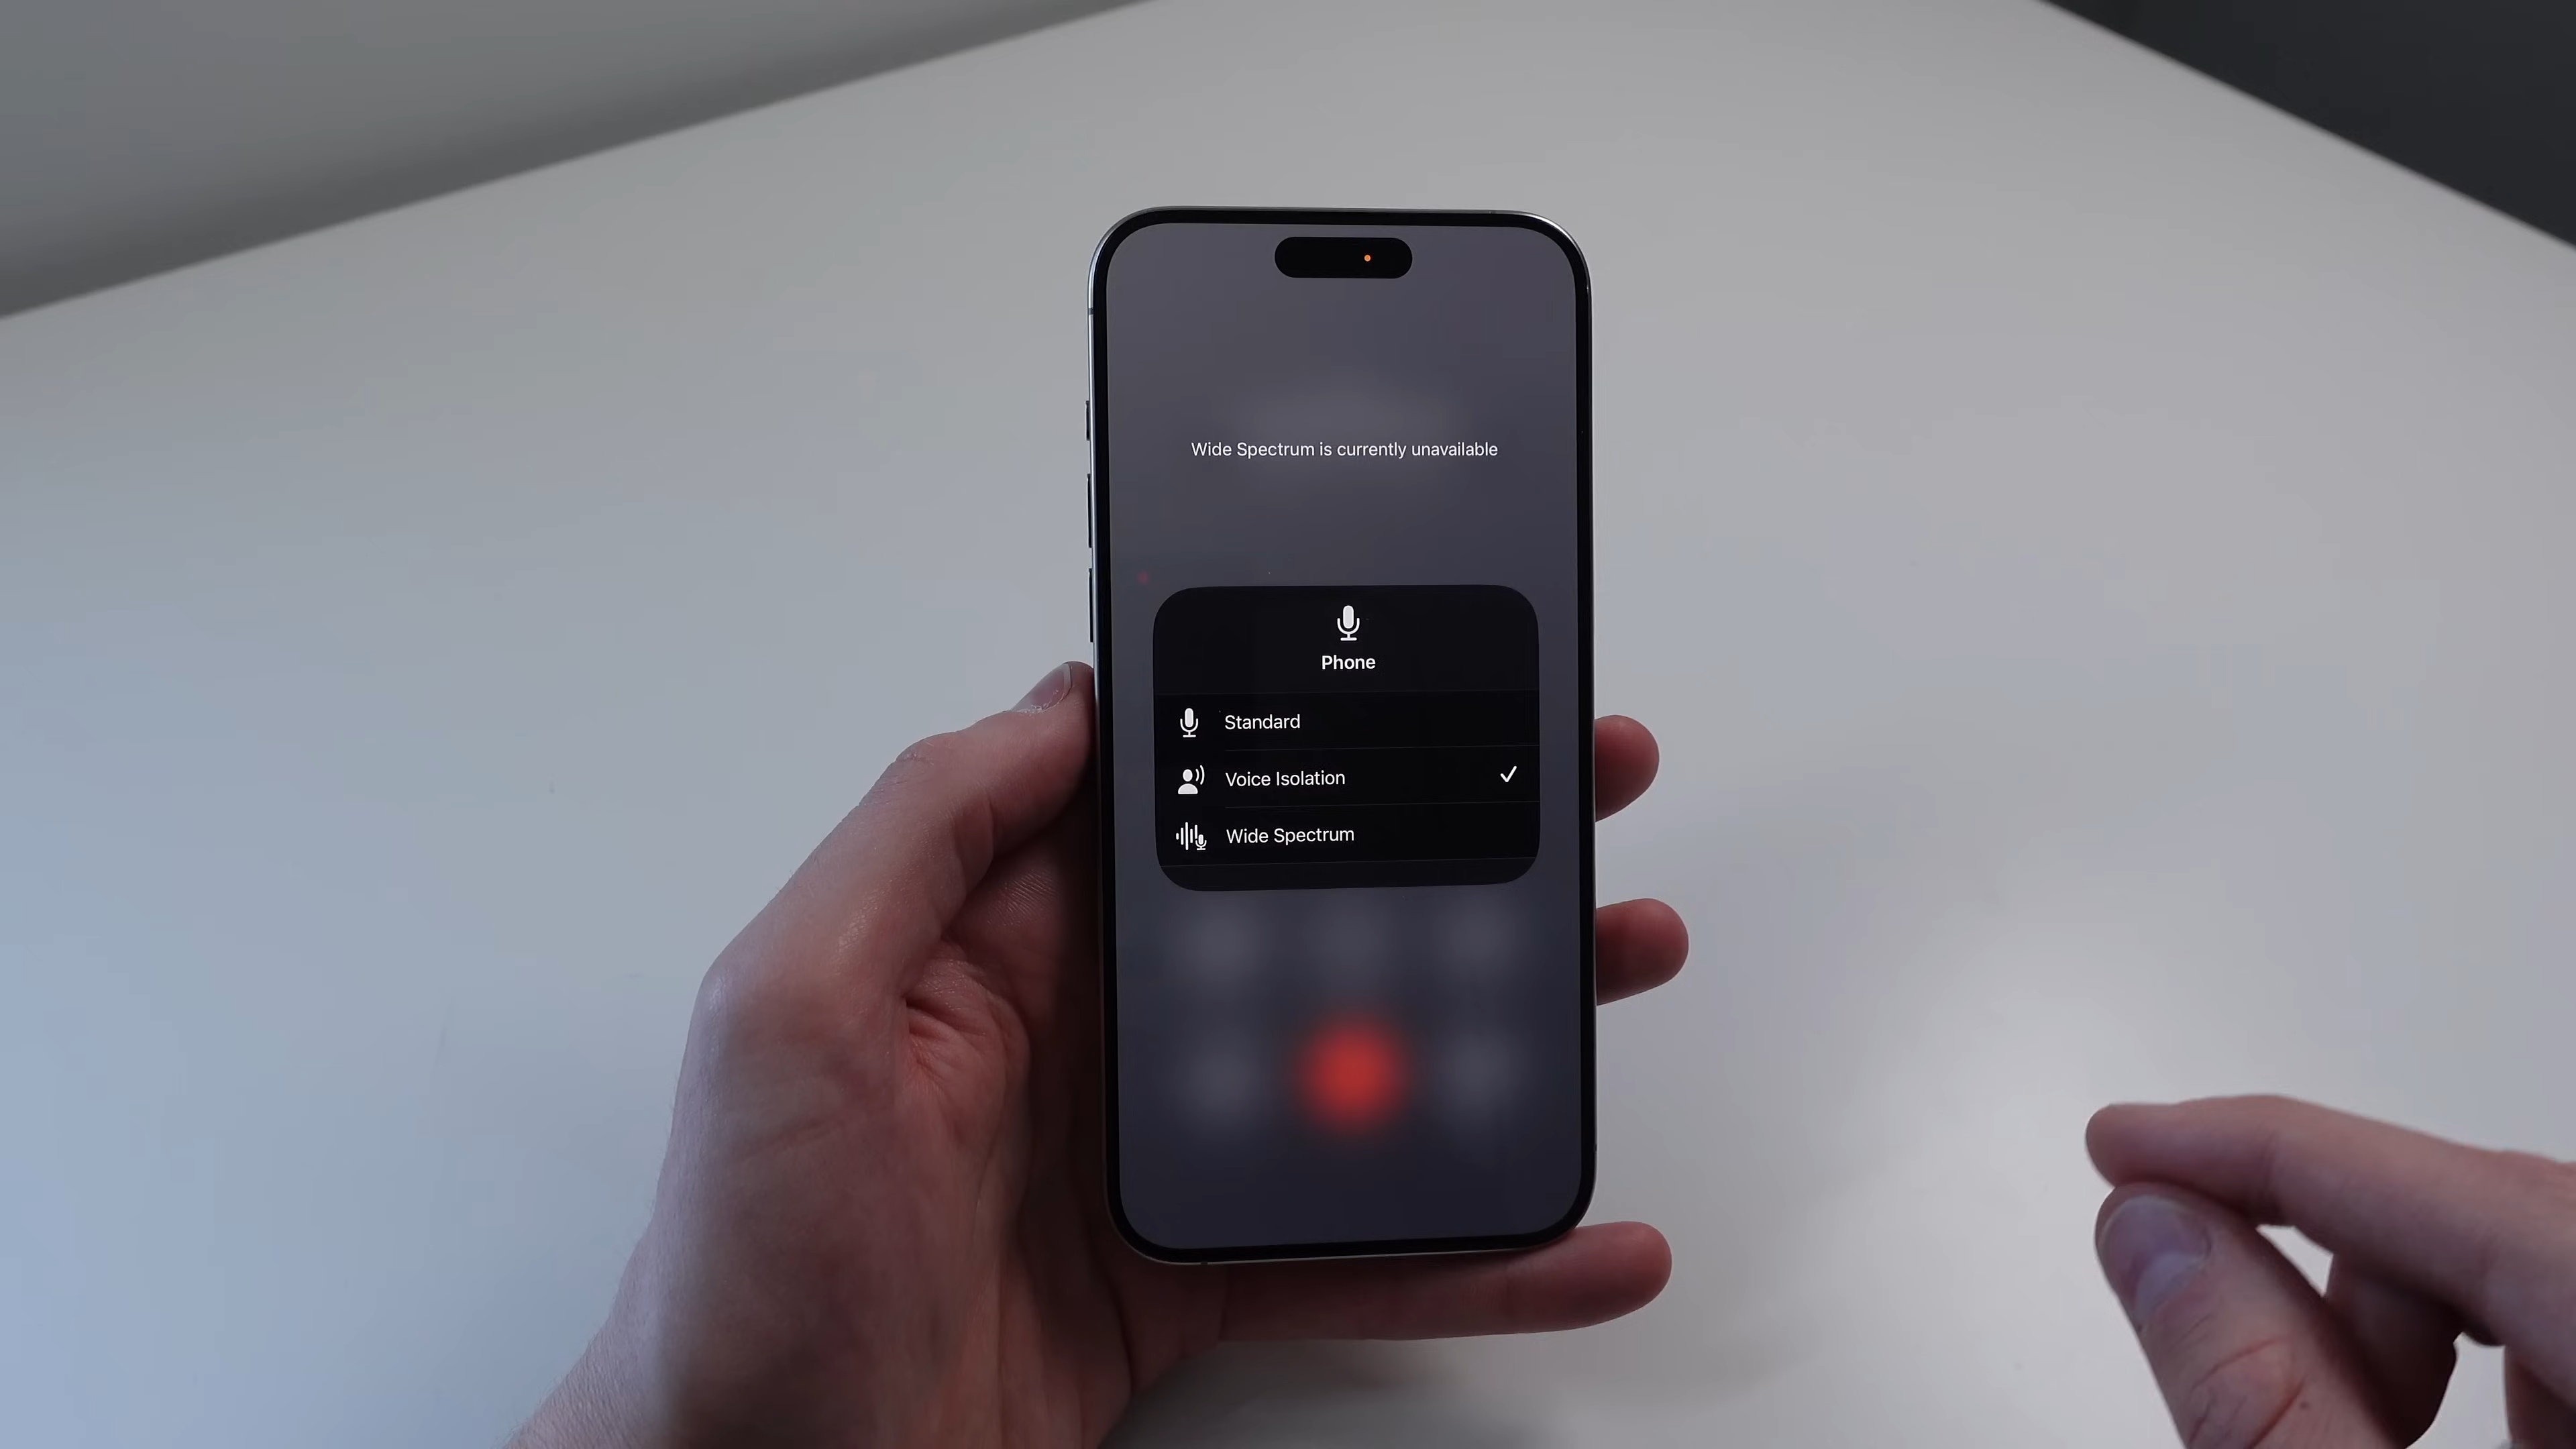 Wide Spectrum is currently unavailable
Phone
Standard
Voice Isolation
Wide Spectrum